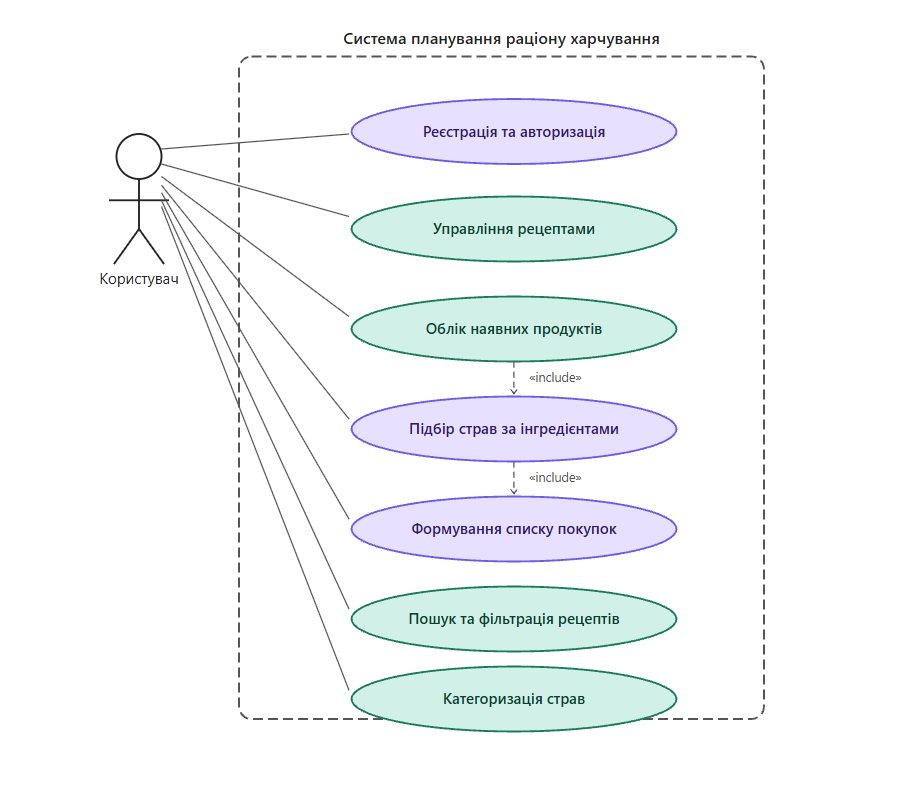 Система планування раціону харчування
Реєстрація та авторизація
Управління рецептами
Користувач
Облік наявних продуктів
«include»
Підбір страв за інгредієнтами
«include»
Формування списку покупок
Пошук та фільтрація рецептів
Категоризація страв